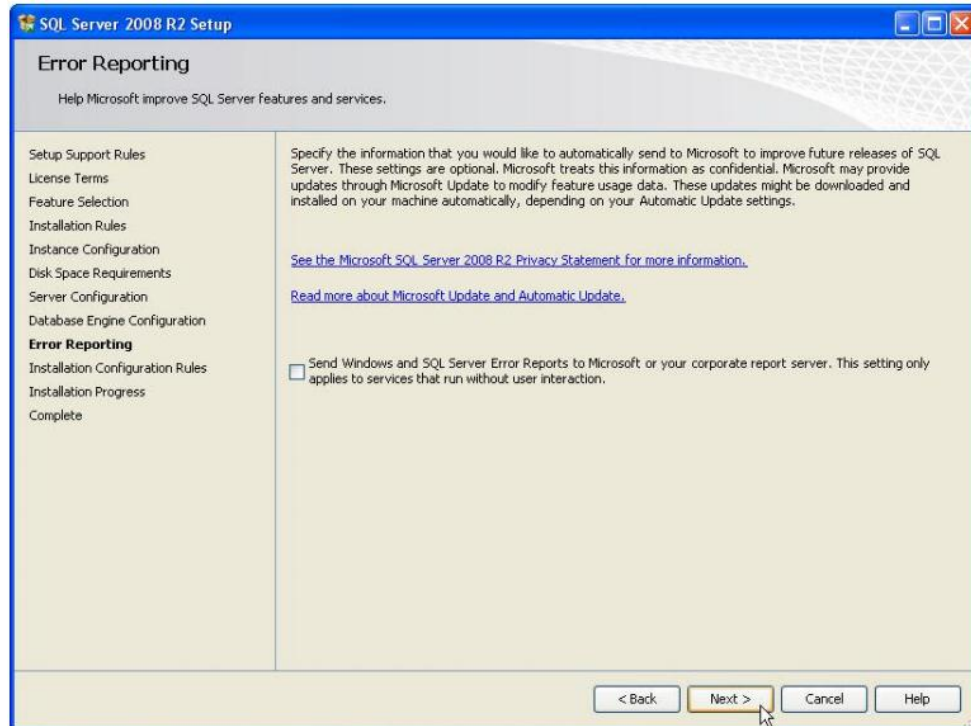 SQL Server 2008 R2 Setup
Error Reporting
Help Microsoft improve SQL Server features and services.
Setup Support Rules
License Terms
Feature Selection
Installation Rules
Instance Configuration
Disk Space Requirements
Server Configuration
Database Engine Configuration
Error Reporting
Installation Configuration Rules
Installation Progress
Complete
Specify the information that you would like to automatically send to Microsoft to improve future releases of SQL
Server. These settings are optional. Microsoft treats this information as confidential. Microsoft may provide
updates through Microsoft Update to modify feature usage data. These updates might be downloaded and
installed on your machine automatically, depending on your Automatic Update settings.
See the Microsoft SQL Server 2008 R2 Privacy Statement for more information.
Read more about Microsoft Update and Automatic Update.
Send Windows and SQL Server Error Reports to Microsoft or your corporate report server. This setting only
applies to services that run without user interaction.
< Back
Next >
Cancel
Help